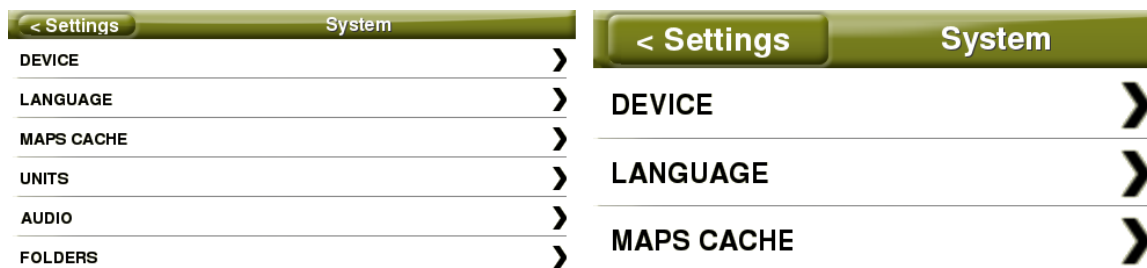 < Settings System
DEVICE
LANGUAGE
MAPS CACHE
UNITS
AUDIO
FOLDERS
< Settings System
DEVICE
LANGUAGE
MAPS CACHE